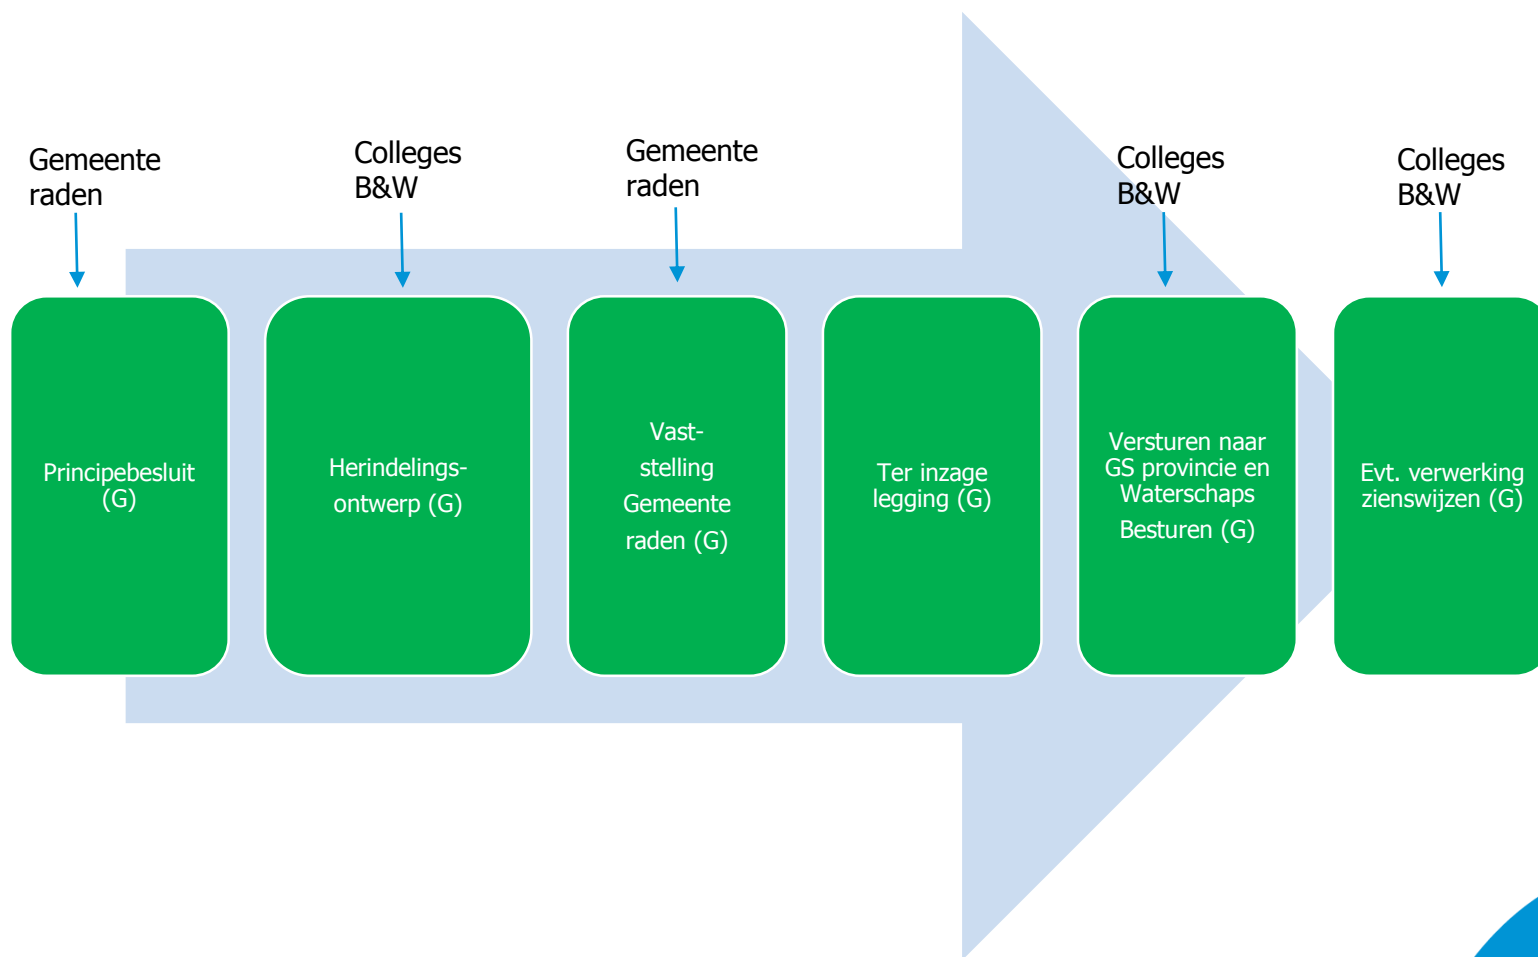 Gemeente
raden
Colleges
B&W
Gemeente
raden
Colleges
B&W
Colleges
B&W
Principebesluit
(G)
Herindelings-
ontwerp (G)
Vast-
stelling
Gemeente
raden (G)
Ter inzage
legging (G)
Versturen naar
GS provincie en
Waterschaps
Besturen (G)
Evt. verwerking
zienswijzen (G)